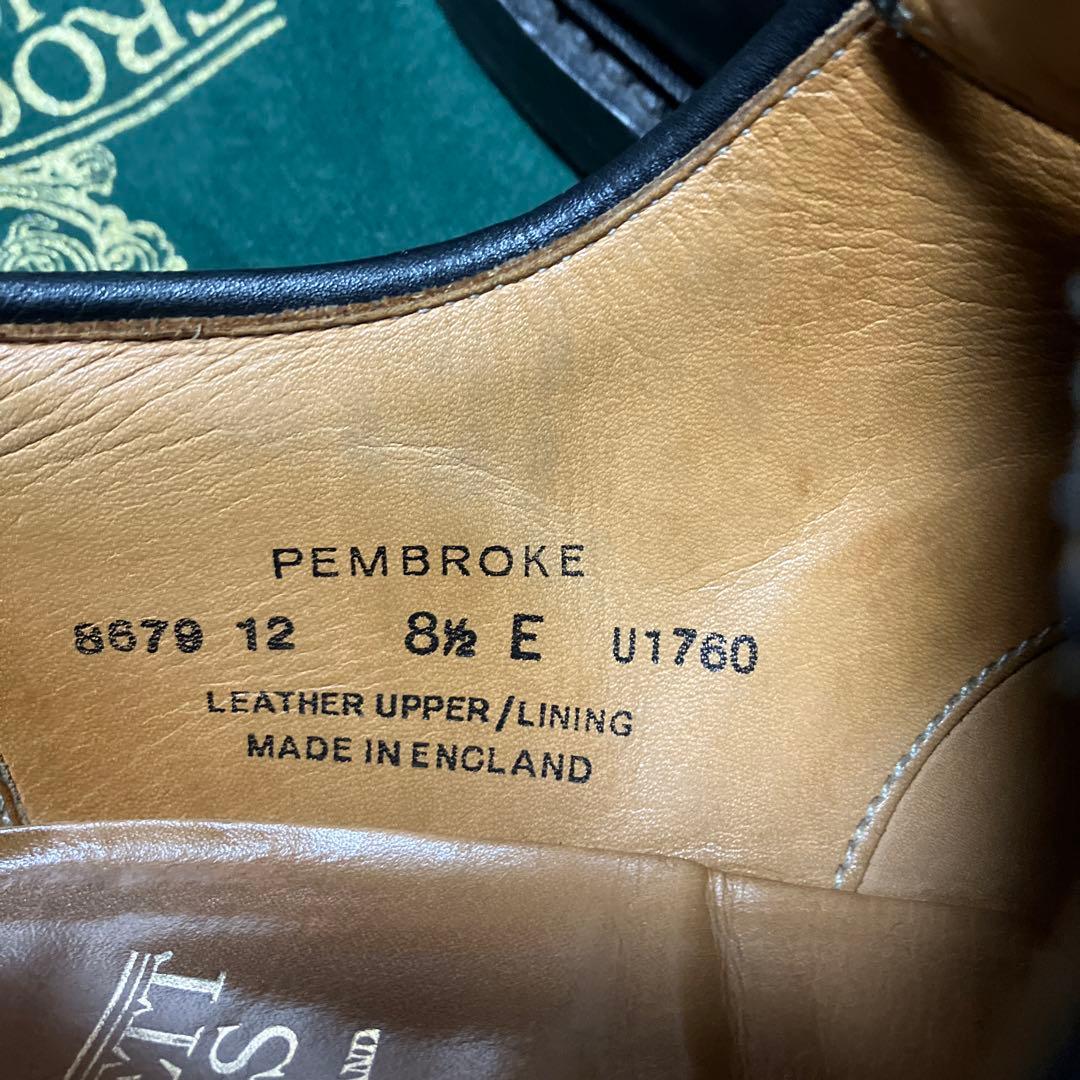 PEMBROKE
8679 12 8½ E U1760
LEATHER UPPER/LINING
MADE IN ENGLAND